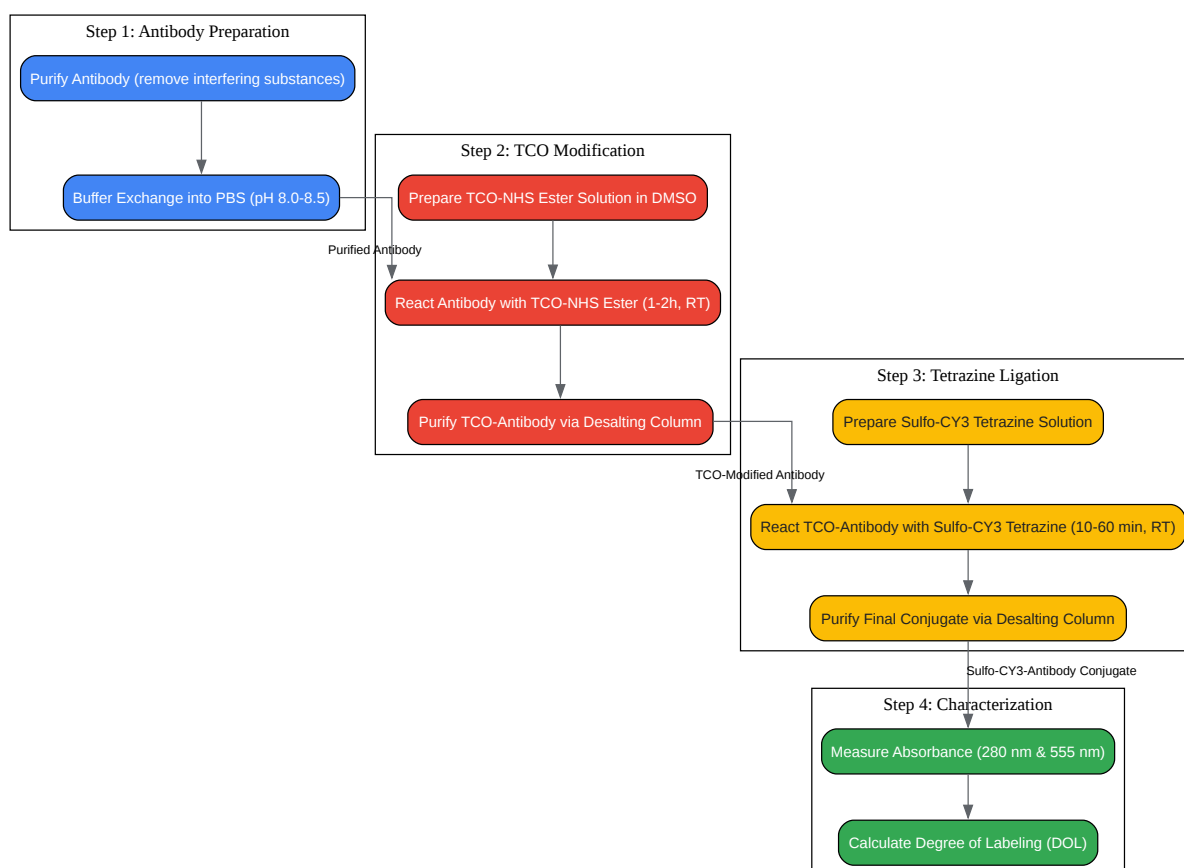 Step 1: Antibody Preparation
Purify Antibody (remove interfering substances)
Buffer Exchange into PBS (pH 8.0-8.5)
Purified Antibody
Step 2: TCO Modification
Prepare TCO-NHS Ester Solution in DMSO
React Antibody with TCO-NHS Ester (1-2h, RT)
Purify TCO-Antibody via Desalting Column
TCO-Modified Antibody
Step 3: Tetrazine Ligation
Prepare Sulfo-CY3 Tetrazine Solution
React TCO-Antibody with Sulfo-CY3 Tetrazine (10-60 min, RT)
Purify Final Conjugate via Desalting Column
Sulfo-CY3-Antibody Conjugate
Step 4: Characterization
Measure Absorbance (280 nm & 555 nm)
Calculate Degree of Labeling (DOL)